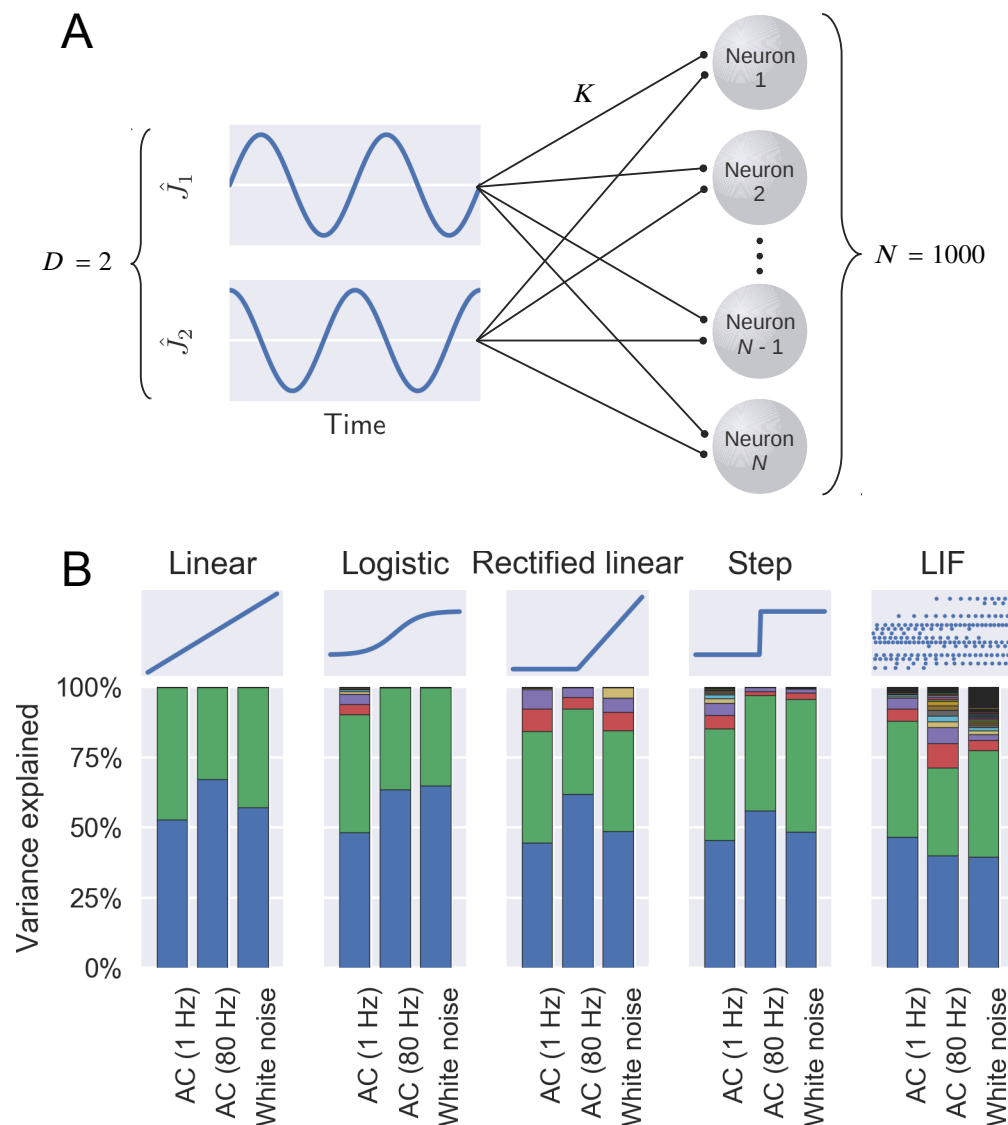 A
D = 2
Ĵ₁
Ĵ₂
Time
K
Neuron
1
Neuron
2
Neuron
N - 1
Neuron
N
N = 1000
B
Linear
Logistic
Rectified linear
Step
LIF
Variance explained
100%
75%
50%
25%
0%
AC (1 Hz)
AC (80 Hz)
White noise
AC (1 Hz)
AC (80 Hz)
White noise
AC (1 Hz)
AC (80 Hz)
White noise
AC (1 Hz)
AC (80 Hz)
White noise
AC (1 Hz)
AC (80 Hz)
White noise